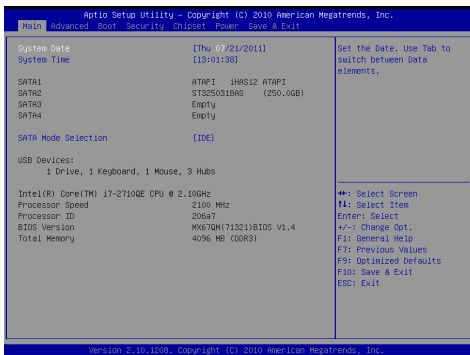 Aptio Setup Utility – Copyright (C) 2010 American Megatrends, Inc.
Main Advanced Boot Security Chipset Power Save & Exit
System Date [Thu 07/21/2011]
System Time [13:01:38]
SATA1 ATAPI iHAS12 ATAPI
SATA2 ST3250318AS (250.0GB)
SATA3 Empty
SATA4 Empty
SATA Mode Selection [IDE]
USB Devices:
1 Drive, 1 Keyboard, 1 Mouse, 3 Hubs
Intel(R) Core(TM) i7-2710QE CPU @ 2.10GHz
Processor Speed 2100 MHz
Processor ID 206a7
BIOS Version MX67QM(71321)BIOS V1.4
Total Memory 4096 MB (DDR3)
Set the Date. Use Tab to
switch between Data
elements.
→←: Select Screen
↑↓: Select Item
Enter: Select
+/-: Change Opt.
F1: General Help
F7: Previous Values
F9: Optimized Defaults
F10: Save & Exit
ESC: Exit
Version 2.10.1208. Copyright (C) 2010 American Megatrends, Inc.